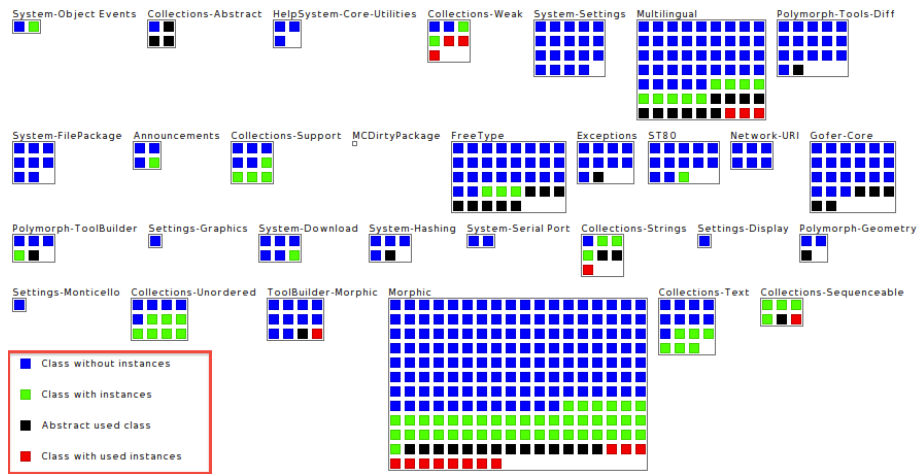 System-Object Events Collections-Abstract HelpSystem-Core-Utilities Collections-Weak System-Settings Multilingual Polymorph-Tools-Diff
System-FilePackage Announcements Collections-Support MCDirtyPackage FreeType Exceptions ST80 Network-URI Gofer-Core
Polymorph-ToolBuilder Settings-Graphics System-Download System-Hashing System-Serial Port Collections-Strings Settings-Display Polymorph-Geometry
Settings-Monticello Collections-Unordered ToolBuilder-Morphic Morphic Collections-Text Collections-Sequenceable
Class without instances
Class with instances
Abstract used class
Class with used instances